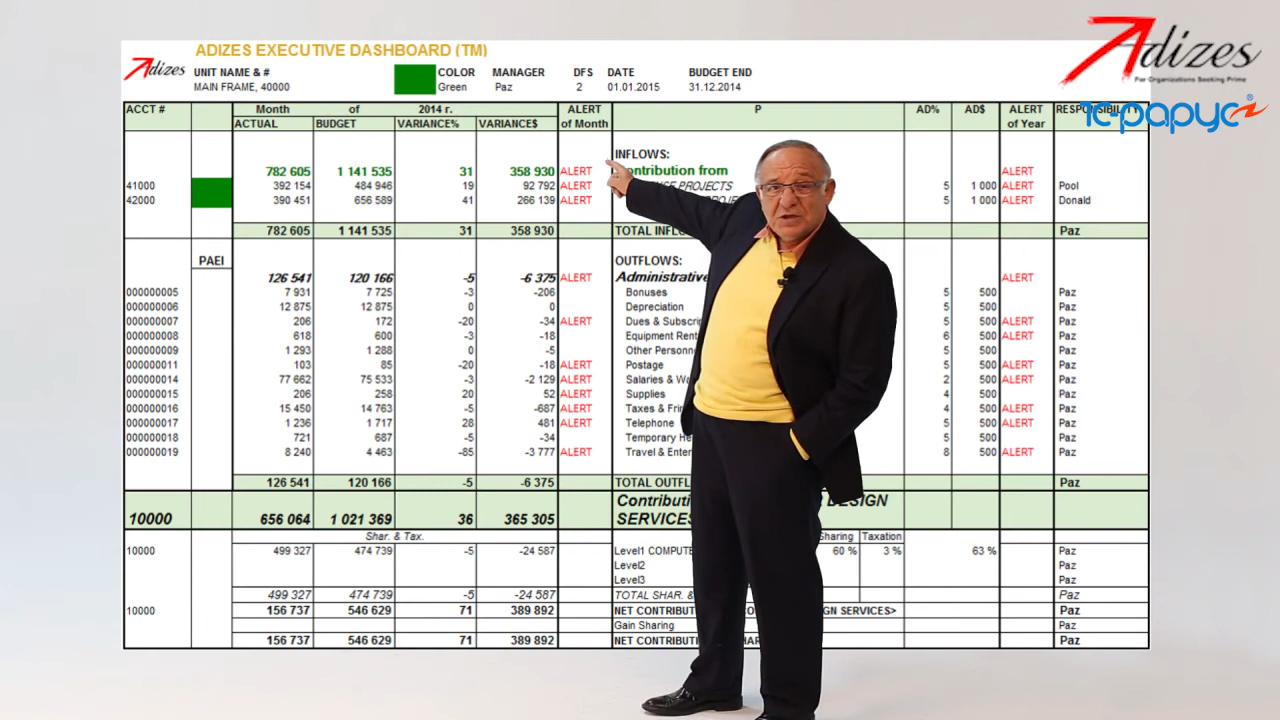 ADIZES EXECUTIVE DASHBOARD (TM)
Adizes
For Organizations Seeking Prime
1С-рарус
Adizes
UNIT NAME & # COLOR MANAGER DFS DATE BUDGET END
MAIN FRAME, 40000 Green Paz 2 01.01.2015 31.12.2014
ACCT # Month of 2014 г. ALERT P AD% AD$ ALERT RESPONSIBILITY
ACTUAL BUDGET VARIANCE% VARIANCE$ of Month of Year
INFLOWS:
782 605 1 141 535 31 358 930 ALERT from ALERT
41000 392 154 484 946 19 92 792 ALERT PROJECTS 5 1 000 ALERT Pool
42000 390 451 656 589 41 266 139 ALERT 5 1 000 ALERT Donald
782 605 1 141 535 31 358 930 TOTAL Paz
PAEI OUTFLOWS:
126 541 120 166 -5 -6 375 ALERT Administrative ALERT
000000005 7 931 7 725 -3 -206 Bonuses 5 500 Paz
000000006 12 875 12 875 0 0 Depreciation 5 500 Paz
000000007 206 172 -20 -34 ALERT Dues & 5 500 ALERT Paz
000000008 618 600 -3 -18 Equipment 6 500 ALERT Paz
000000009 1 293 1 288 0 -5 Other 5 500 Paz
000000011 103 85 -20 -18 ALERT Postage 5 500 ALERT Paz
000000014 77 662 75 533 -3 -2 129 ALERT Salaries & 2 500 ALERT Paz
000000015 206 258 20 52 ALERT Supplies 4 500 Paz
000000016 15 450 14 763 -5 -687 ALERT Taxes & 4 500 ALERT Paz
000000017 1 236 1 717 28 481 ALERT Telephone 5 500 ALERT Paz
000000018 721 687 -5 -34 Temporary 5 500 Paz
000000019 8 240 4 463 -85 -3 777 ALERT Travel & 8 500 ALERT Paz
126 541 120 166 -5 -6 375 TOTAL Paz
DESIGN
10000 656 064 1 021 369 36 365 305 SERVICES
Shar. & Tax. Sharing Taxation
10000 499 327 474 739 -5 -24 587 Level1 60 % 3 % 63 % Paz
Level2 Paz
Level3 Paz
499 327 474 739 -5 -24 587 TOTAL SHAR. & Paz
10000 156 737 546 629 71 389 892 NET SERVICES> Paz
Gain Sharing Paz
156 737 546 629 71 389 892 NET Paz